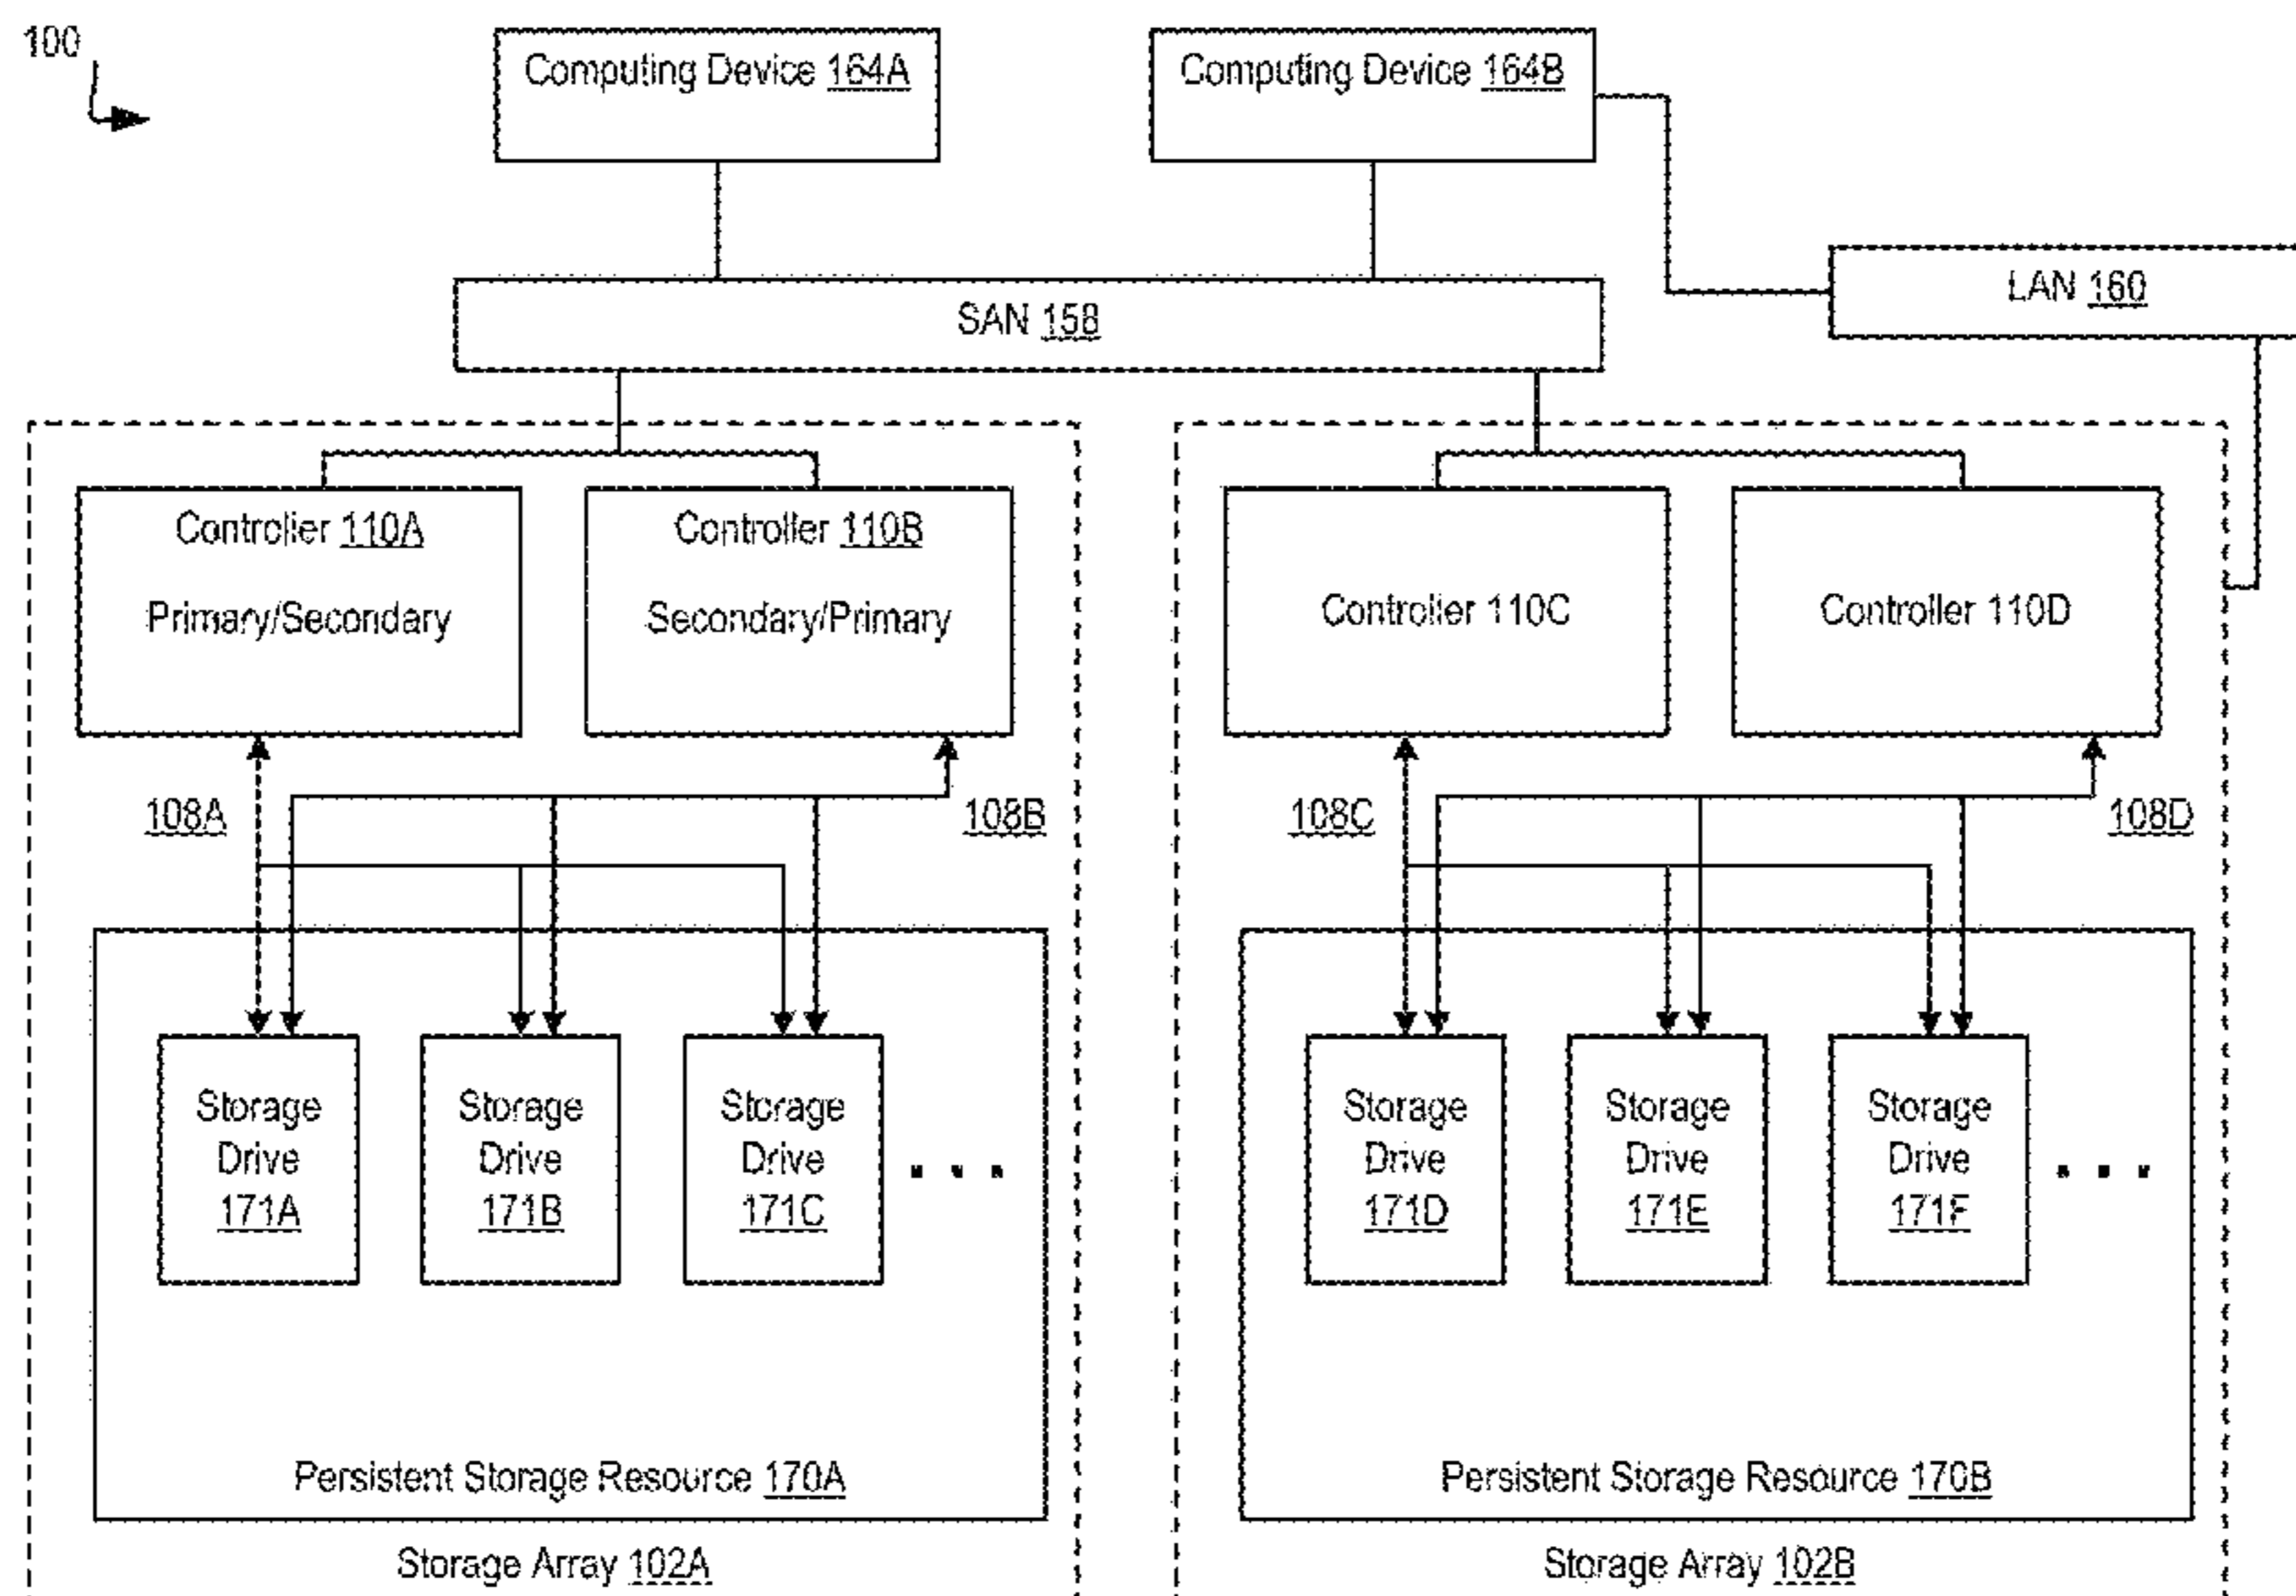 100
Computing Device 164A
Computing Device 164B
LAN 160
SAN 158
Controller 110A
Primary/Secondary
Controller 110B
Secondary/Primary
Controller 110C
Controller 110D
108A
108B
108C
108D
Storage
Drive
171A
Storage
Drive
171B
Storage
Drive
171C
. . .
Storage
Drive
171D
Storage
Drive
171E
Storage
Drive
171F
. . .
Persistent Storage Resource 170A
Persistent Storage Resource 170B
Storage Array 102A
Storage Array 102B